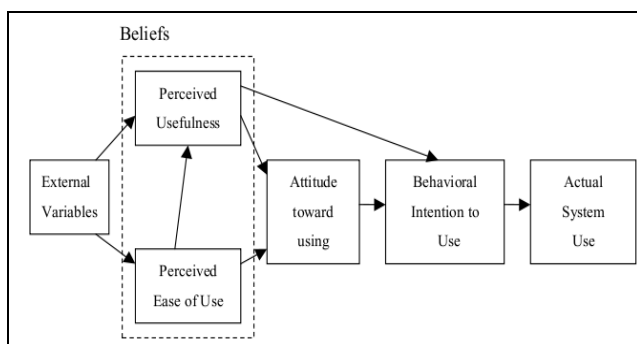 Beliefs
Perceived
Usefulness
External
Variables
Perceived
Ease of Use
Attitude
toward
using
Behavioral
Intention to
Use
Actual
System
Use